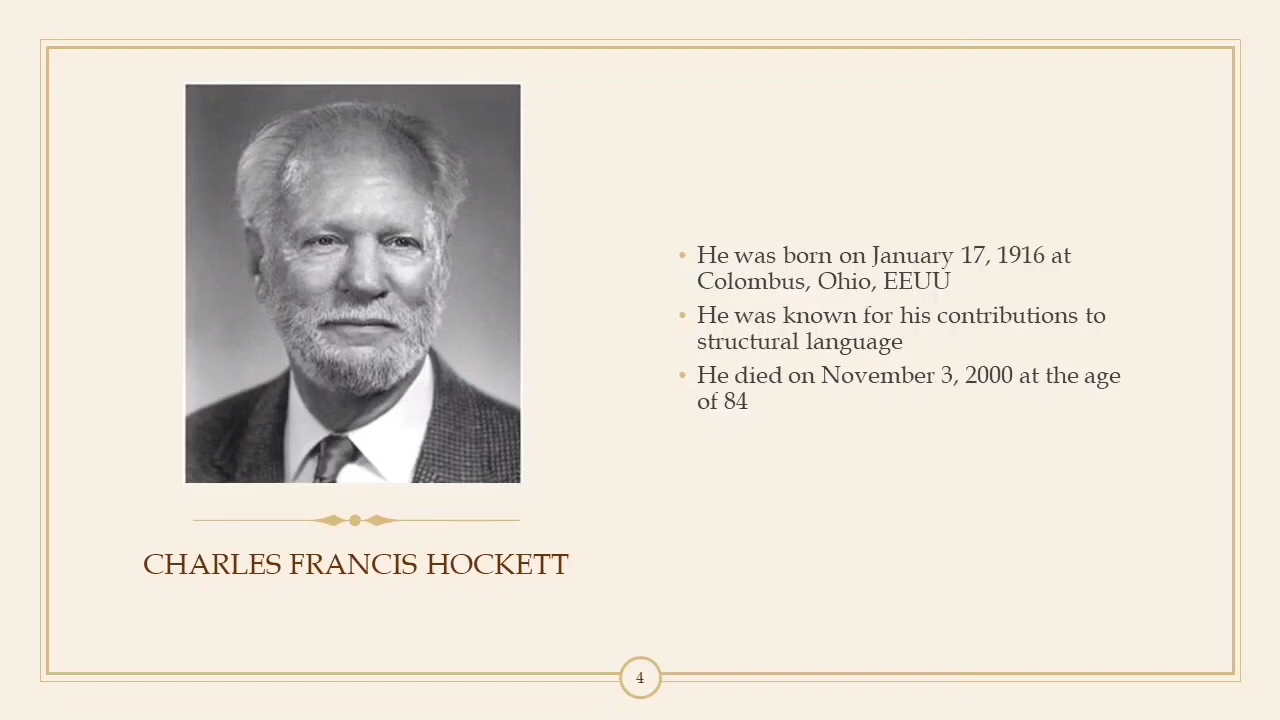 • He was born on January 17, 1916 at
Colombus, Ohio, EEUU
• He was known for his contributions to
structural language
• He died on November 3, 2000 at the age
of 84
CHARLES FRANCIS HOCKETT
4